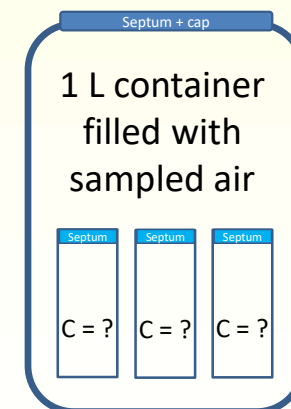 Septum + cap
1 L container
filled with
sampled air
Septum Septum Septum
C = ? C = ? C = ?